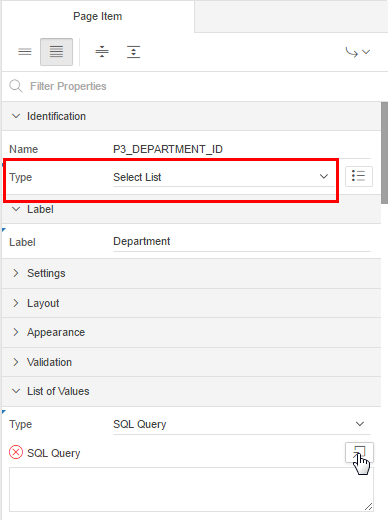 Page Item
Filter Properties
Identification
Name P3_DEPARTMENT_ID
Type Select List
Label
Label Department
Settings
Layout
Appearance
Validation
List of Values
Type SQL Query
SQL Query